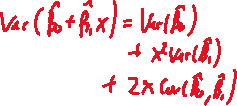 Var(β̂₀+β̂₁x) = Var(β̂₀)
+ x²Var(β̂₁)
+ 2x Cov(β̂₀,β̂₁)